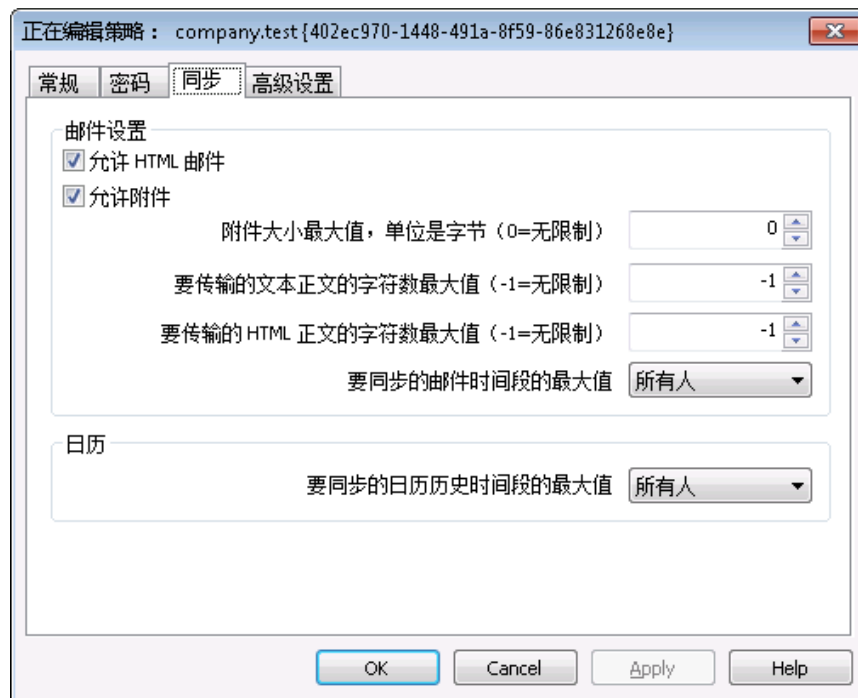 正在编辑策略： company.test{402ec970-1448-491a-8f59-86e831268e8e}
常规 密码 同步 高级设置
邮件设置
允许 HTML 邮件
允许附件
附件大小最大值，单位是字节（0=无限制） 0
要传输的文本正文的字符数最大值（-1=无限制） -1
要传输的 HTML 正文的字符数最大值（-1=无限制） -1
要同步的邮件时间段的最大值 所有人
日历
要同步的日历历史时间段的最大值 所有人
OK Cancel Apply Help